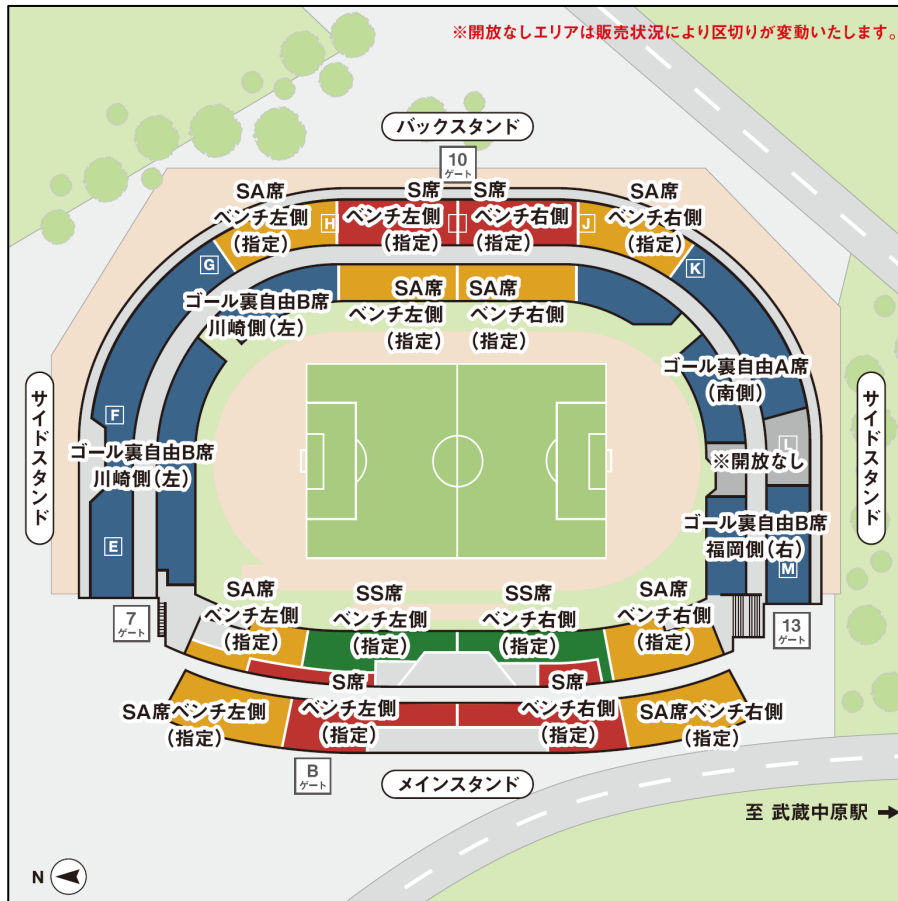 ※開放なしエリアは販売状況により区切りが変動いたします。
バックスタンド
10
ゲート
SA席
ベンチ左側
(指定)
S席
ベンチ左側
(指定)
S席
ベンチ右側
(指定)
SA席
ベンチ右側
(指定)
H
J
G
K
ゴール裏自由B席
川崎側(左)
SA席
ベンチ左側
(指定)
SA席
ベンチ右側
(指定)
ゴール裏自由A席
(南側)
サイドスタンド
サイドスタンド
F
L
ゴール裏自由B席
川崎側(左)
※開放なし
ゴール裏自由B席
福岡側(右)
E
M
7
ゲート
13
ゲート
SA席
ベンチ左側
(指定)
SS席
ベンチ左側
(指定)
SS席
ベンチ右側
(指定)
SA席
ベンチ右側
(指定)
SA席ベンチ左側
(指定)
S席
ベンチ左側
(指定)
S席
ベンチ右側
(指定)
SA席ベンチ右側
(指定)
B
ゲート
メインスタンド
至 武蔵中原駅
N